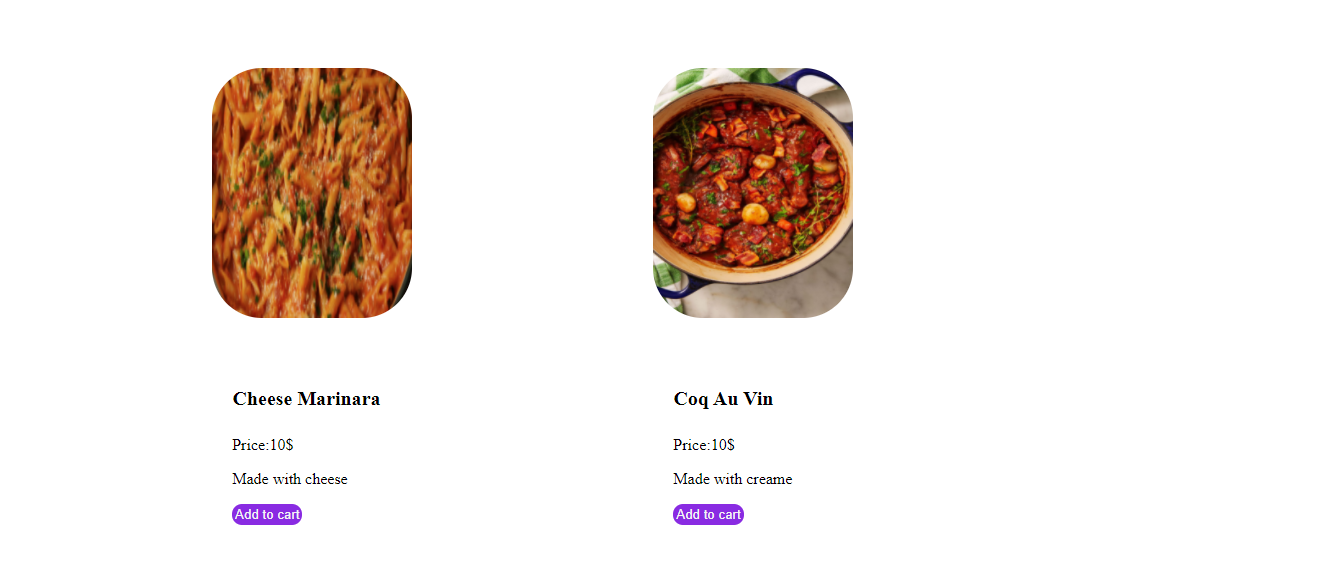 Cheese Marinara
Price:10$
Made with cheese
Add to cart
Coq Au Vin
Price:10$
Made with creame
Add to cart